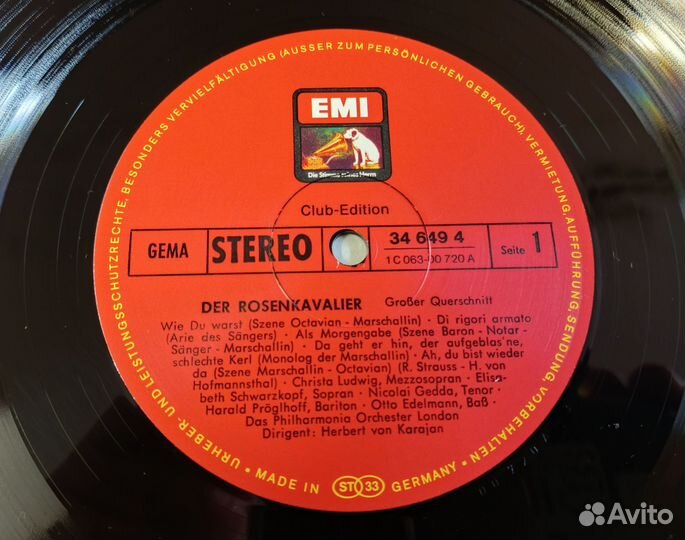 URHEBER- UND LEISTUNGSSCHUTZRECHTE, BESONDERS VERVIELFÄLTIGUNG (AUSSER ZUM PERSÖNLICHEN GEBRAUCH), VERMIETUNG, AUFFÜHRUNG, SENDUNG, VORBEHALTEN
EMI
Die Stimme seines Herrn
Club-Edition
GEMA
STEREO
34 649 4
1 C 063-00 720 A
Seite 1
DER ROSENKAVALIER Großer Querschnitt
Wie Du warst (Szene Octavian - Marschallin) · Di rigori armato
(Arie des Sängers) · Als Morgengabe (Szene Baron - Notar -
Sänger - Marschallin) · Da geht er hin, der aufgeblas'ne,
schlechte Kerl (Monolog der Marschallin) · Ah, du bist wieder
da (Szene Marschallin - Octavian) (R. Strauss - H. von
Hofmannsthal) · Christa Ludwig, Mezzosopran · Elisa-
beth Schwarzkopf, Sopran · Nicolai Gedda, Tenor ·
Harald Pröglhoff, Bariton · Otto Edelmann, Baß ·
Das Philharmonia Orchester London
Dirigent: Herbert von Karajan
MADE IN ST 33 GERMANY
Avito